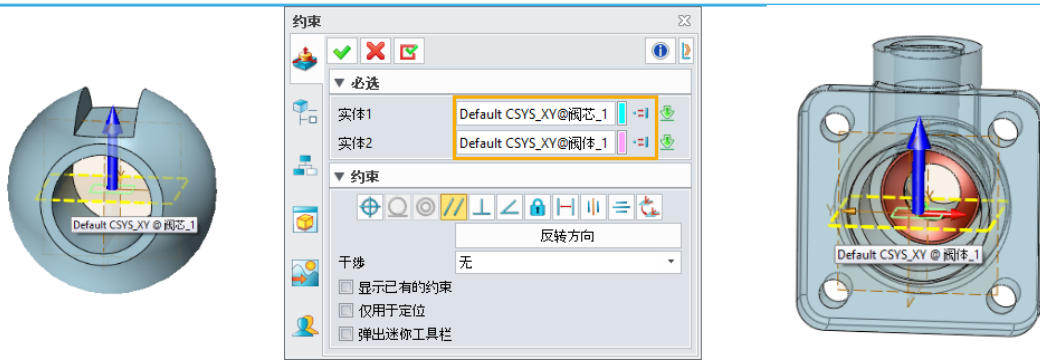 约束
必选
实体1
Default CSYS_XY@阀芯_1
实体2
Default CSYS_XY@阀体_1
约束
反转方向
干涉
无
显示已有的约束
仅用于定位
弹出迷你工具栏
Default CSYS_XY @ 阀芯_1
Default CSYS_XY @ 阀体_1